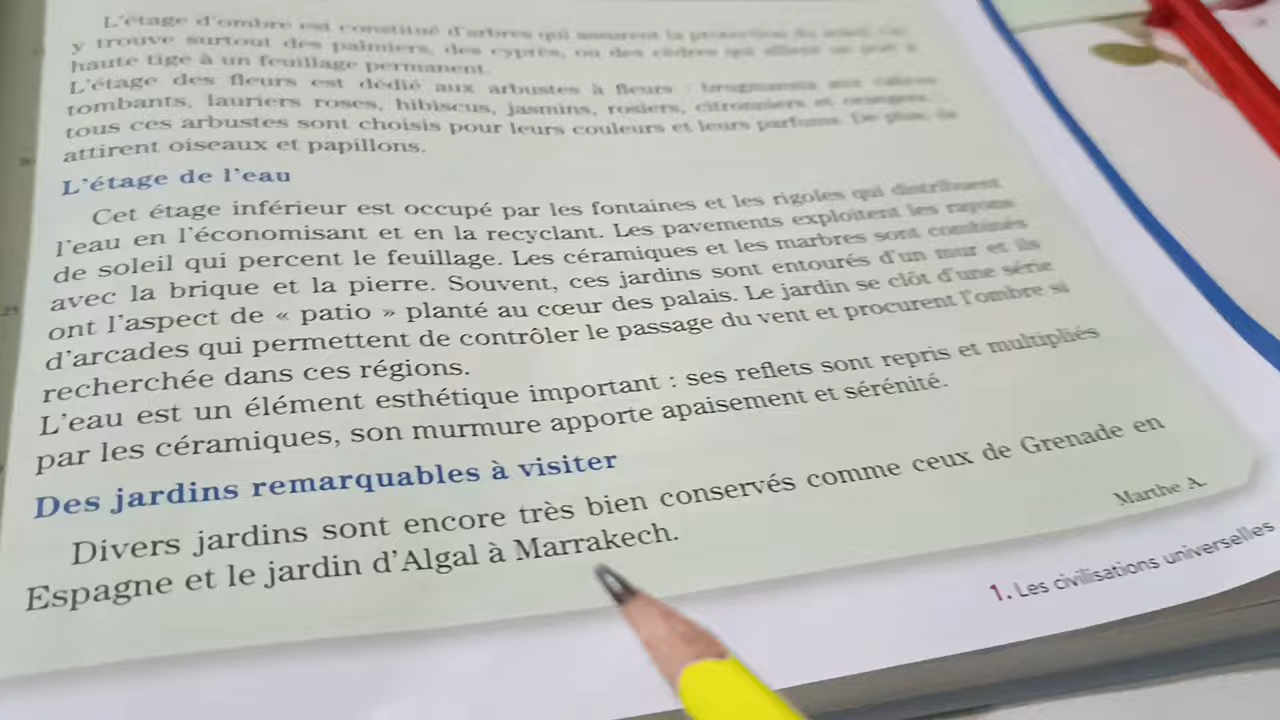 L'étage d'ombre est constitué d'arbres qui assurent la protection du soleil.
y trouve surtout des palmiers, des cyprès, ou des cèdres qui
haute tige à un feuillage permanent.
L'étage des fleurs est dédié aux arbustes à fleurs :
tombants, lauriers roses, hibiscus, jasmins, rosiers, citronniers et orangers,
tous ces arbustes sont choisis pour leurs couleurs et leurs parfums. De plus, ils
attirent oiseaux et papillons.
L'étage de l'eau
Cet étage inférieur est occupé par les fontaines et les rigoles qui distribuent
l'eau en l'économisant et en la recyclant. Les pavements exploitent les rayons
de soleil qui percent le feuillage. Les céramiques et les marbres sont combinés
avec la brique et la pierre. Souvent, ces jardins sont entourés d'un mur et ils
ont l'aspect de « patio » planté au cœur des palais. Le jardin se clôt d'une série
d'arcades qui permettent de contrôler le passage du vent et procurent l'ombre si
recherchée dans ces régions.
L'eau est un élément esthétique important : ses reflets sont repris et multipliés
par les céramiques, son murmure apporte apaisement et sérénité.
Des jardins remarquables à visiter
Divers jardins sont encore très bien conservés comme ceux de Grenade en
Espagne et le jardin d'Algal à Marrakech.
Marthe A.
1. Les civilisations universelles